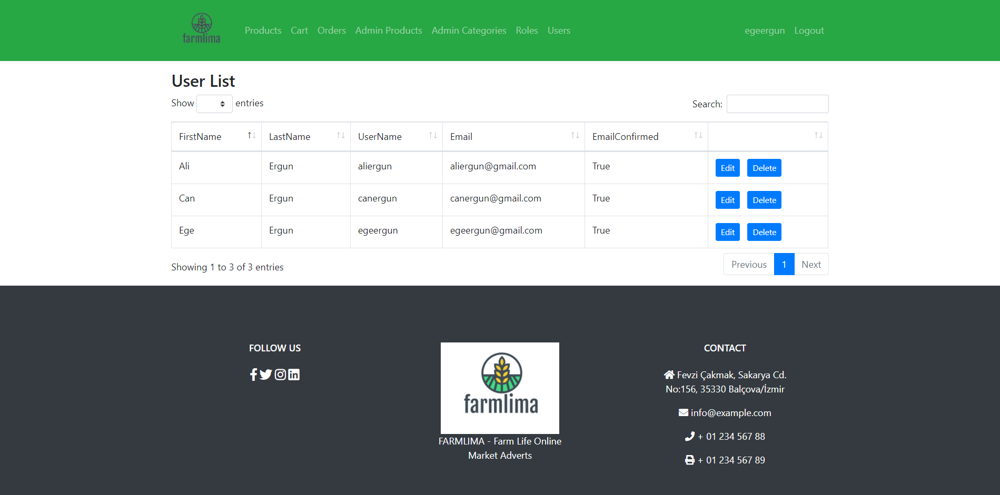 farmlima
Products Cart Orders Admin Products Admin Categories Roles Users egeergun Logout
User List
Show entries Search:
FirstName LastName UserName Email EmailConfirmed
Ali Ergun aliergun aliergun@gmail.com True Edit Delete
Can Ergun canergun canergun@gmail.com True Edit Delete
Ege Ergun egeergun egeergun@gmail.com True Edit Delete
Showing 1 to 3 of 3 entries Previous 1 Next
FOLLOW US
farmlima
FARMLIMA - Farm Life Online
Market Adverts
CONTACT
Fevzi Çakmak, Sakarya Cd.
No:156, 35330 Balçova/İzmir
info@example.com
+ 01 234 567 88
+ 01 234 567 89